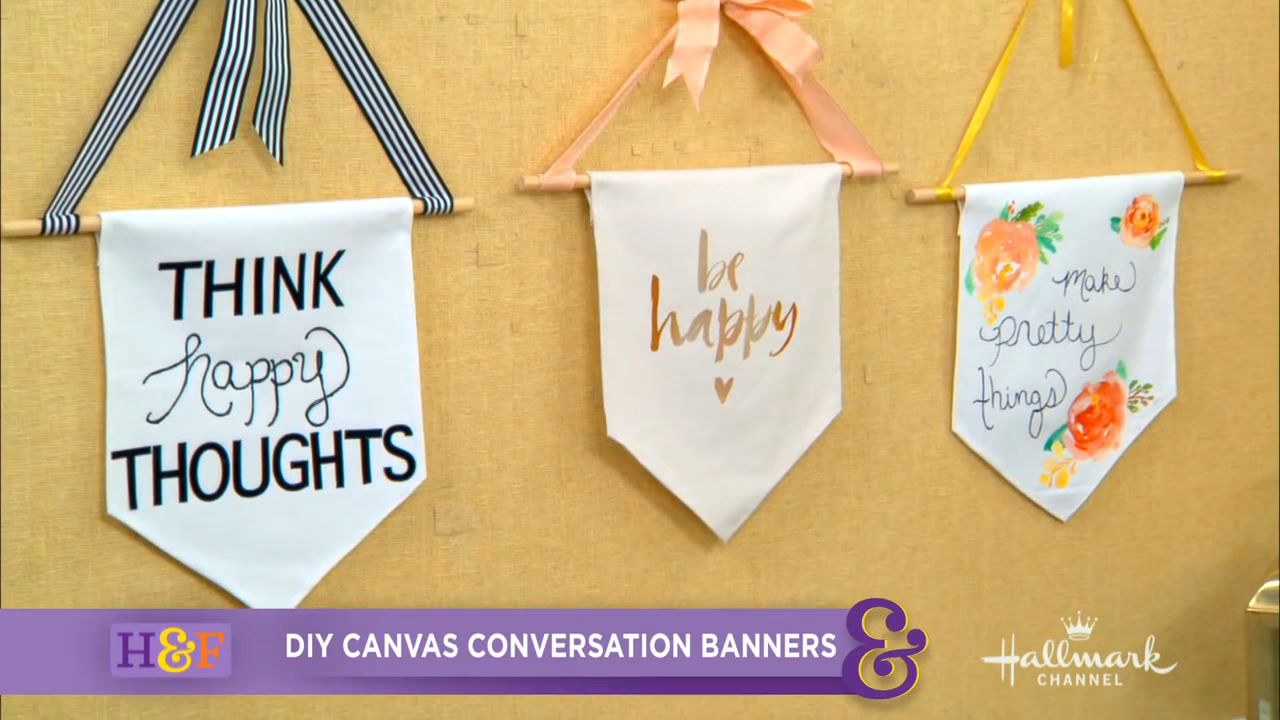 THINK
happy
THOUGHTS
be
happy
make
pretty
things
H&F
DIY CANVAS CONVERSATION BANNERS
&
Hallmark
CHANNEL